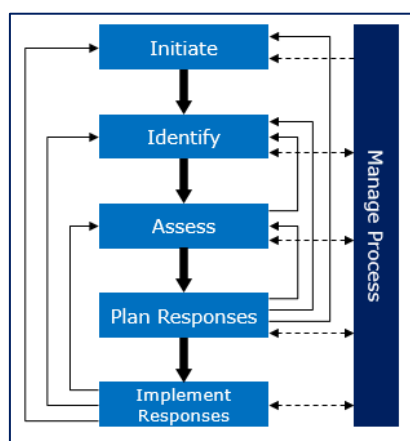 Initiate
Identify
Assess
Plan Responses
Implement
Responses
Manage Process